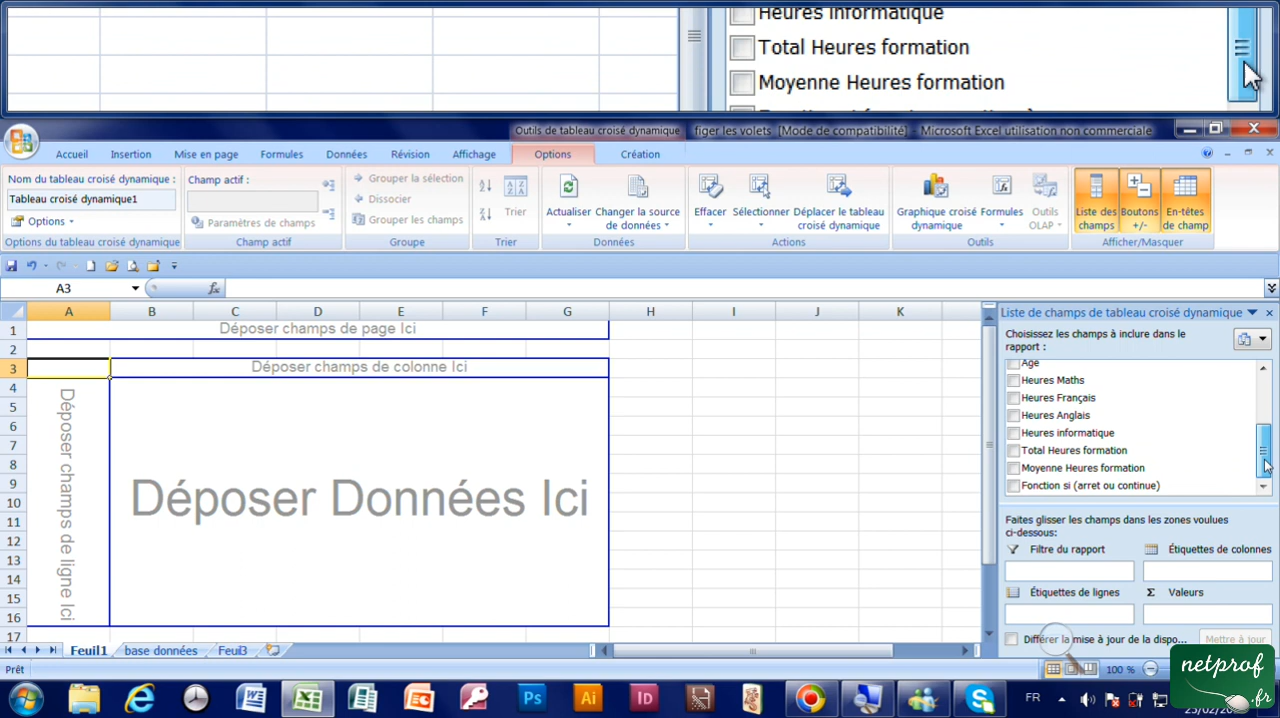 Heures informatique
Total Heures formation
Moyenne Heures formation
Outils de tableau croisé dynamique
figer les volets [Mode de compatibilité] - Microsoft Excel utilisation non commerciale
Accueil
Insertion
Mise en page
Formules
Données
Révision
Affichage
Options
Création
Nom du tableau croisé dynamique :
Tableau croisé dynamique1
Options
Options du tableau croisé dynamique
Champ actif :
Paramètres de champs
Champ actif
Grouper la sélection
Dissocier
Grouper les champs
Groupe
Trier
Trier
Actualiser
Changer la source
de données
Données
Effacer
Sélectionner
Déplacer le tableau
croisé dynamique
Actions
Graphique croisé
dynamique
Formules
Outils
OLAP
Outils
Liste des
champs
Boutons
+/-
En-têtes
de champ
Afficher/Masquer
A3
fx
A B C D E F G H I J K
1
2
3
4
5
6
7
8
9
10
11
12
13
14
15
16
17
Déposer champs de page Ici
Déposer champs de colonne Ici
Déposer champs de ligne Ici
Déposer Données Ici
Liste de champs de tableau croisé dynamique
Choisissez les champs à inclure dans le
rapport :
Age
Heures Maths
Heures Français
Heures Anglais
Heures informatique
Total Heures formation
Moyenne Heures formation
Fonction si (arret ou continue)
Faites glisser les champs dans les zones voulues
ci-dessous:
Filtre du rapport
Étiquettes de colonnes
Étiquettes de lignes
Σ Valeurs
Différer la mise à jour de la dispo...
Mettre à jour
Feuil1
base données
Feuil3
Prêt
100 %
Ps
Ai
ID
FR
netprof
.fr